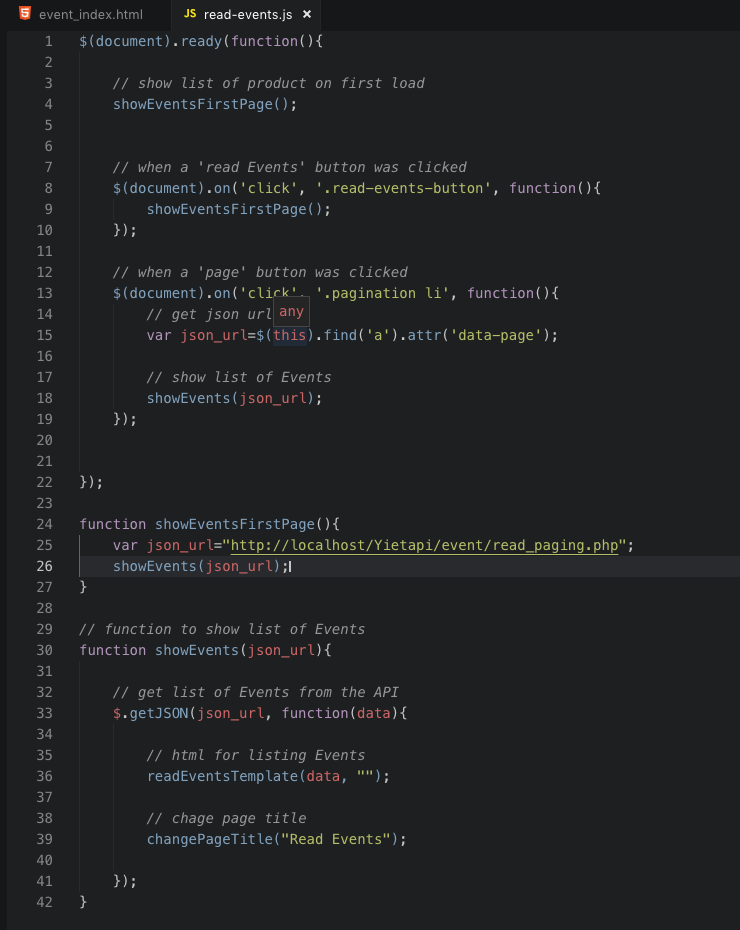 event_index.html JS read-events.js ×
1 $(document).ready(function(){
2
3 // show list of product on first load
4 showEventsFirstPage();
5
6
7 // when a 'read Events' button was clicked
8 $(document).on('click', '.read-events-button', function(){
9 showEventsFirstPage();
10 });
11
12 // when a 'page' button was clicked
13 $(document).on('click', '.pagination li', function(){
14 // get json url
any
15 var json_url=$(this).find('a').attr('data-page');
16
17 // show list of Events
18 showEvents(json_url);
19 });
20
21
22 });
23
24 function showEventsFirstPage(){
25 var json_url="http://localhost/Yietapi/event/read_paging.php";
26 showEvents(json_url);
27 }
28
29 // function to show list of Events
30 function showEvents(json_url){
31
32 // get list of Events from the API
33 $.getJSON(json_url, function(data){
34
35 // html for listing Events
36 readEventsTemplate(data, "");
37
38 // chage page title
39 changePageTitle("Read Events");
40
41 });
42 }